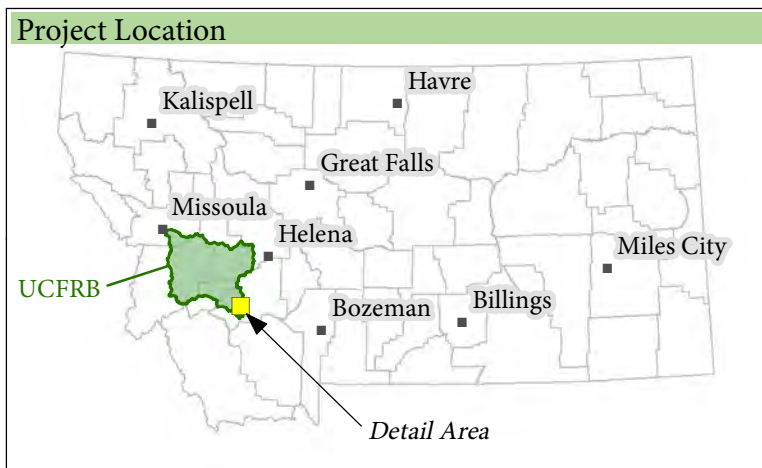 Project Location
Havre
Kalispell
Great Falls
Missoula
Helena
Miles City
UCFRB
Bozeman
Billings
Detail Area